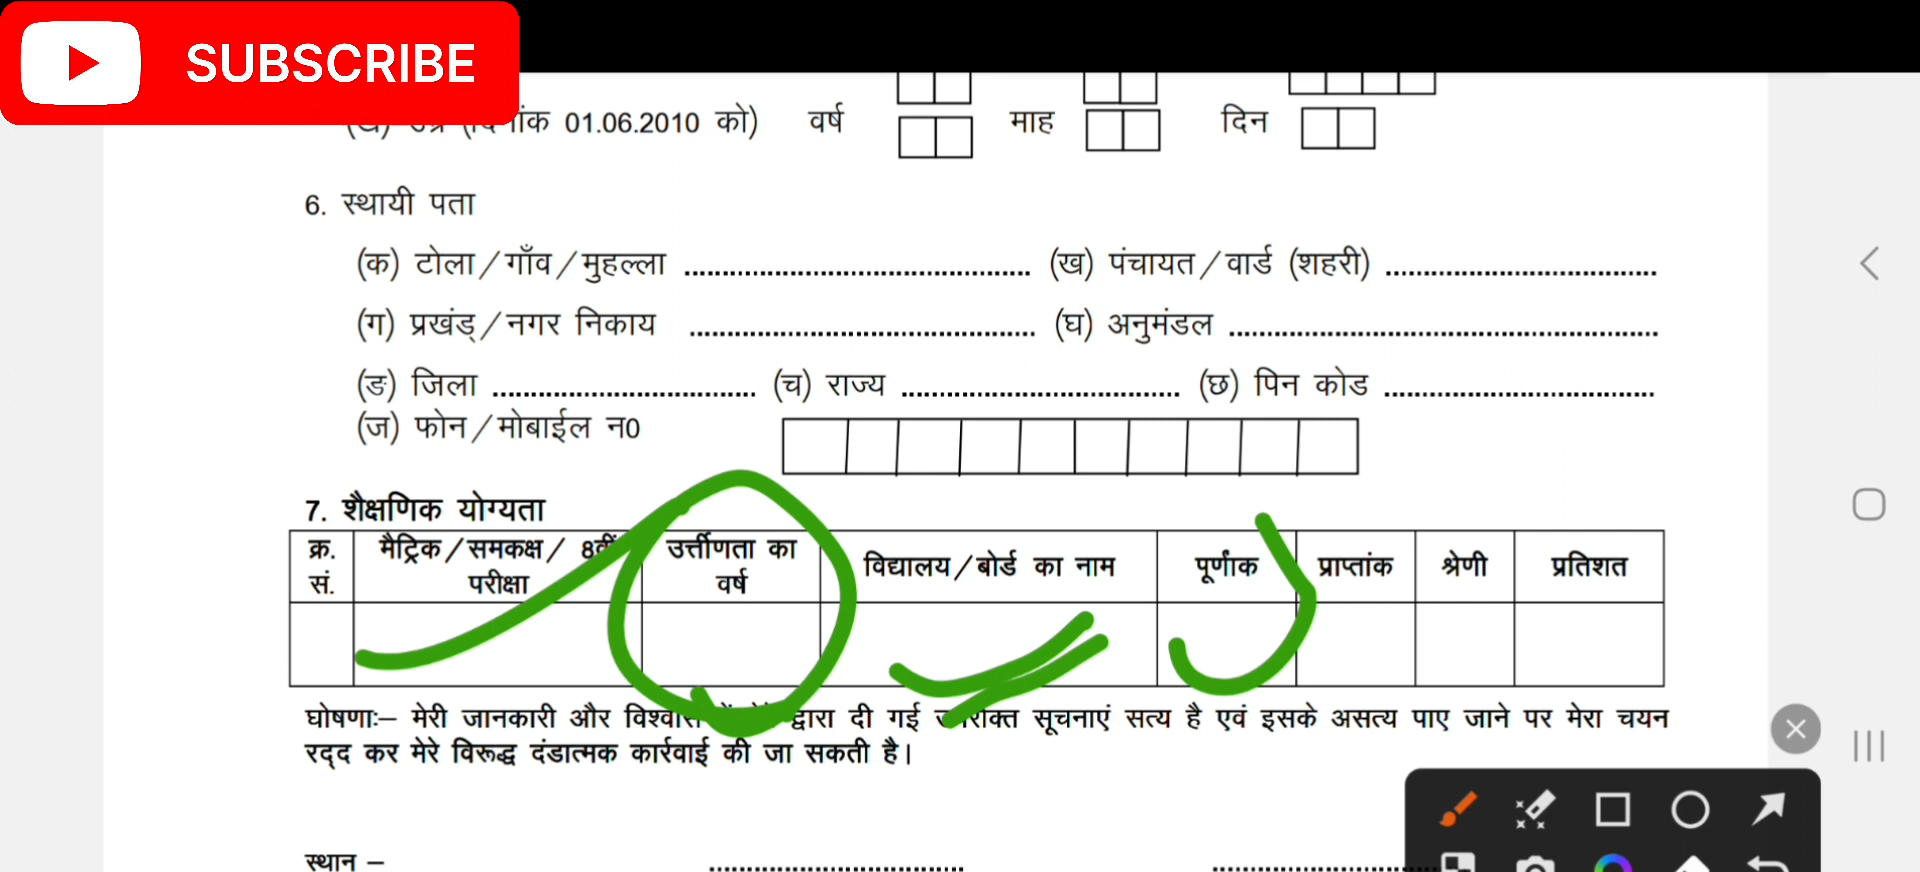 SUBSCRIBE
01.06.2010 को) वर्ष माह दिन
6. स्थायी पता
(क) टोला/गाँव/मुहल्ला ........................................ (ख) पंचायत/वार्ड (शहरी) ................................
(ग) प्रखंड्/नगर निकाय ........................................ (घ) अनुमंडल ..................................................
(ङ) जिला .............................. (च) राज्य ................................ (छ) पिन कोड ................................
(ज) फोन/मोबाईल न0
7. शैक्षणिक योग्यता
क्र. सं. मैट्रिक/समकक्ष/ 8वीं परीक्षा उर्त्तीणता का वर्ष विद्यालय/बोर्ड का नाम पूर्णांक प्राप्तांक श्रेणी प्रतिशत
घोषणाः– मेरी जानकारी और द्वारा दी गई सूचनाएं सत्य है एवं इसके असत्य पाए जाने पर मेरा चयन
रद्द कर मेरे विरूद्ध दंडात्मक कार्रवाई की जा सकती है।
स्थान – .............................. ..............................